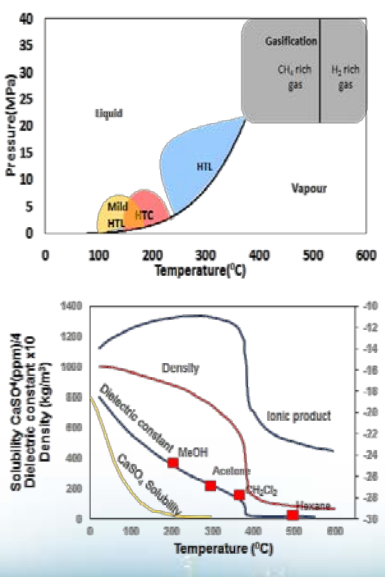 40
35
30
25
20
15
10
5
0
Pressure(MPa)
Gasification
CH₄ rich
gas
H₂ rich
gas
Liquid
HTL
Vapour
Mild
HTL
HTC
0 100 200 300 400 500 600
Temperature(⁰C)
1400
1200
1000
800
600
400
200
0
Solubility CaSO⁴(ppm)/4
Dielectric constant x10
Density (kg/m³)
-10
-14
-16
-18
-20
-22
-24
-26
-28
-30
Density
Ionic product
Dielectric constant
MeOH
Acetone
CH₂Cl₂
Hexane
CaSO₄ Solubility
0 100 200 300 400 500 600
Temperature (⁰C)